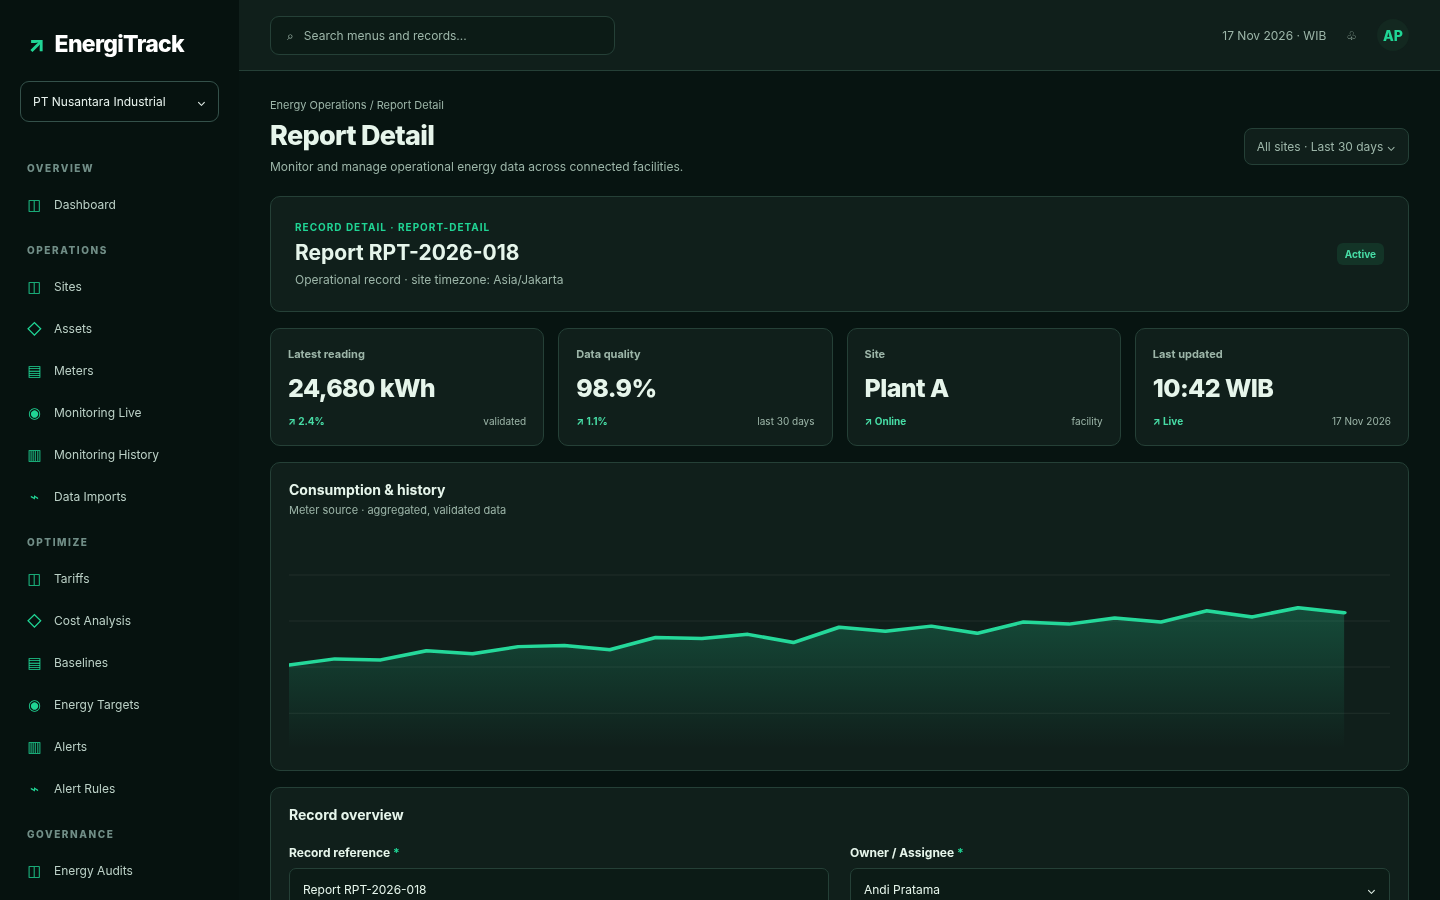 EnergiTrack
PT Nusantara Industrial
OVERVIEW
Dashboard
OPERATIONS
Sites
Assets
Meters
Monitoring Live
Monitoring History
Data Imports
OPTIMIZE
Tariffs
Cost Analysis
Baselines
Energy Targets
Alerts
Alert Rules
GOVERNANCE
Energy Audits
Search menus and records...
17 Nov 2026 · WIB
AP
Energy Operations / Report Detail
Report Detail
Monitor and manage operational energy data across connected facilities.
All sites · Last 30 days
RECORD DETAIL · REPORT-DETAIL
Report RPT-2026-018
Operational record · site timezone: Asia/Jakarta
Active
Latest reading
24,680 kWh
↗ 2.4% validated
Data quality
98.9%
↗ 1.1% last 30 days
Site
Plant A
↗ Online facility
Last updated
10:42 WIB
↗ Live 17 Nov 2026
Consumption & history
Meter source · aggregated, validated data
Record overview
Record reference *
Report RPT-2026-018
Owner / Assignee *
Andi Pratama